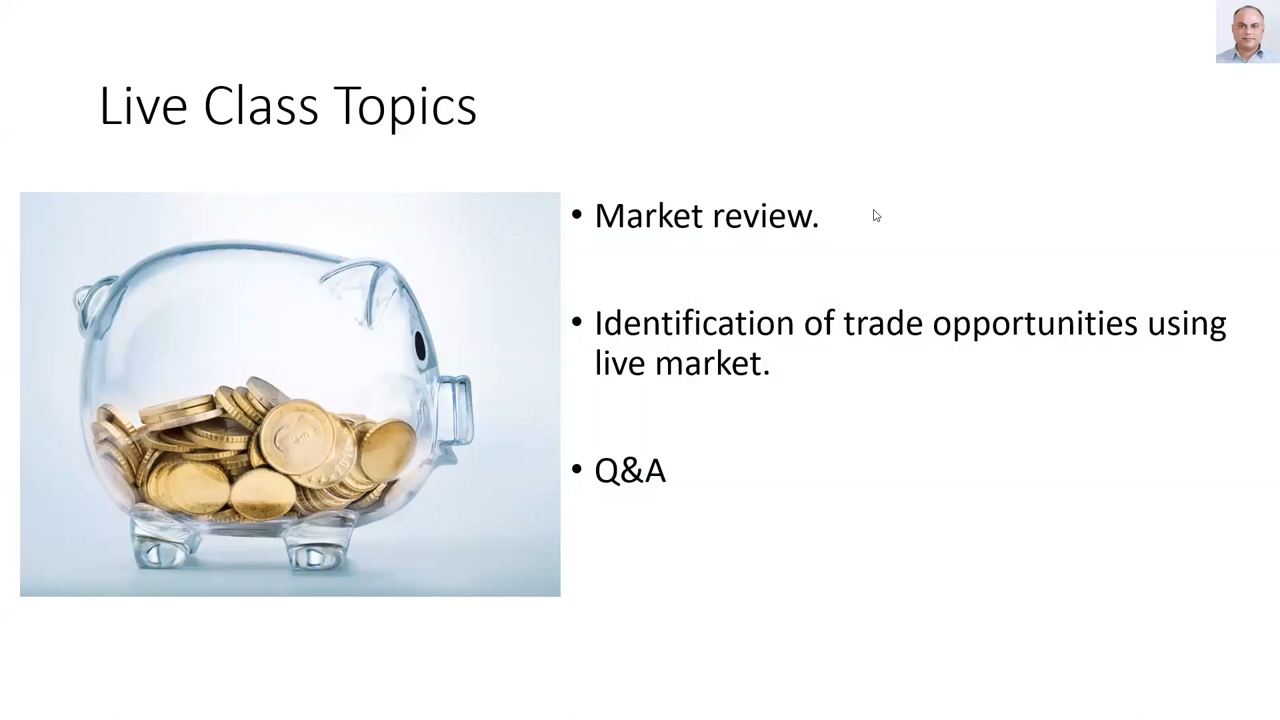 Live Class Topics
• Market review.
• Identification of trade opportunities using
live market.
• Q&A